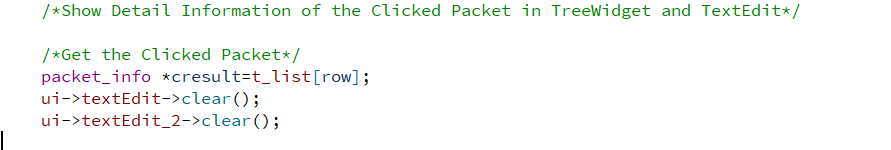 /*Show Detail Information of the Clicked Packet in TreeWidget and TextEdit*/
/*Get the Clicked Packet*/
packet_info *cresult=t_list[row];
ui->textEdit->clear();
ui->textEdit_2->clear();